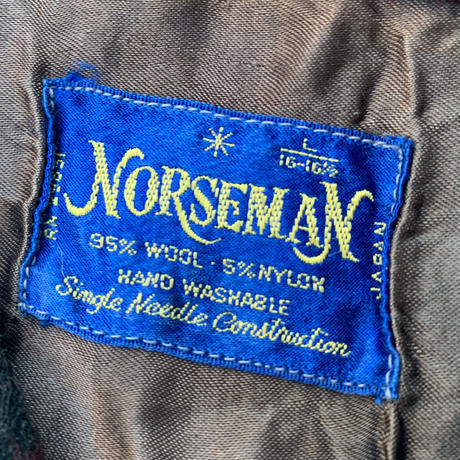 L
16-16½
NORSEMAN
95% WOOL · 5% NYLON
HAND WASHABLE
Single Needle Construction
JAPAN